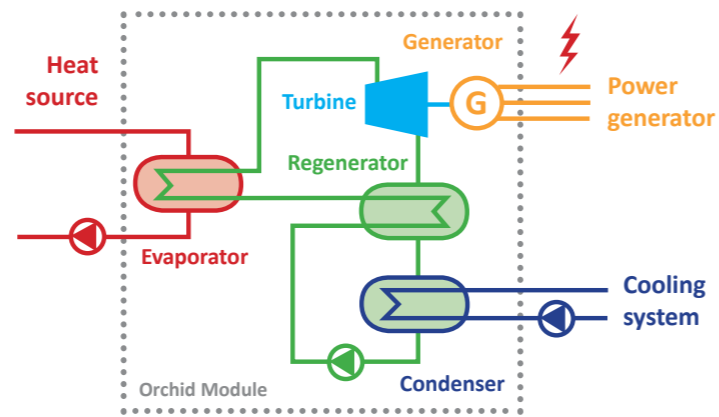 Generator
Heat
source
Turbine
G
Power
generator
Regenerator
Evaporator
Cooling
system
Orchid Module
Condenser